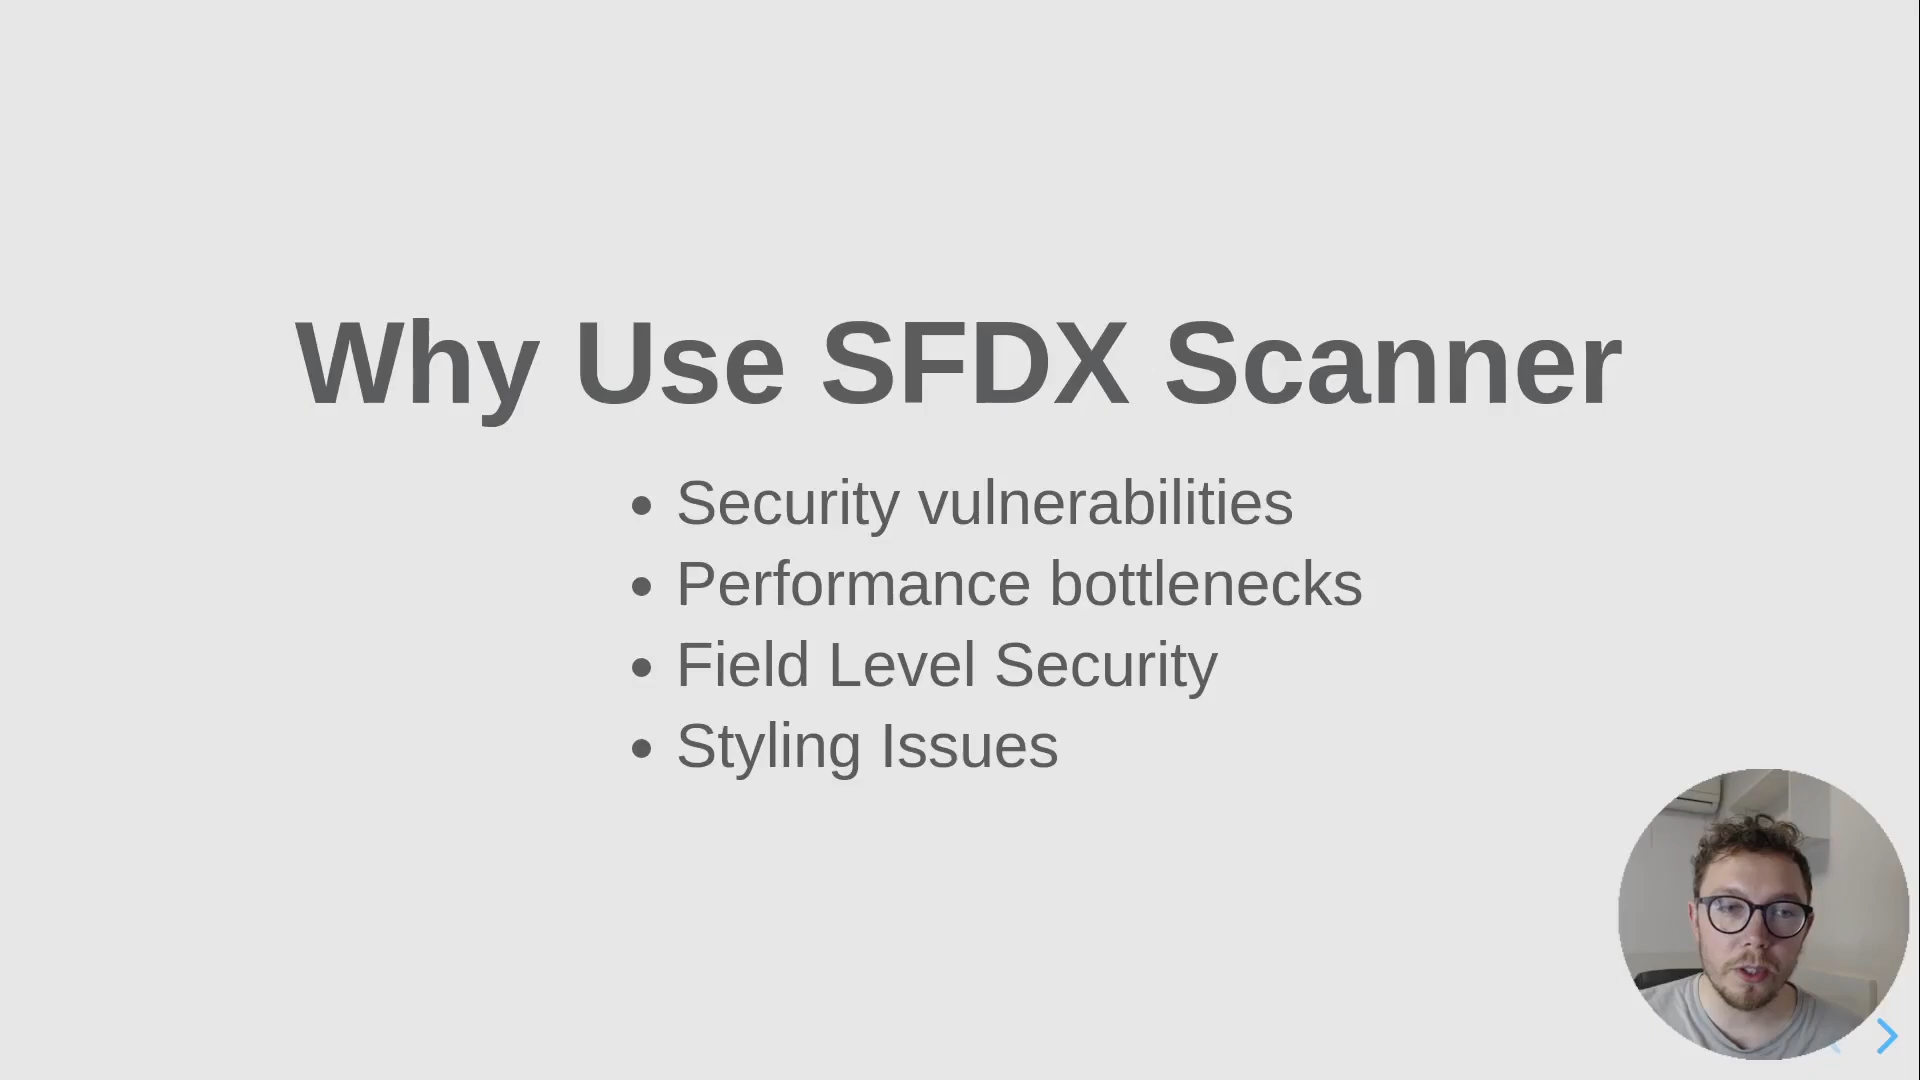 Why Use SFDX Scanner
Security vulnerabilities
Performance bottlenecks
Field Level Security
Styling Issues